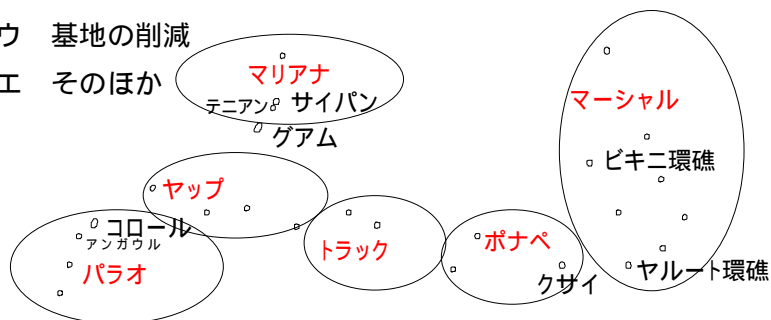 ウ 基地の削減
エ そのほか
マリアナ
テニアン サイパン
グアム
マーシャル
ビキニ環礁
ヤップ
コロール
アンガウル
パラオ
トラック
ポナペ
クサイ
ヤルート環礁